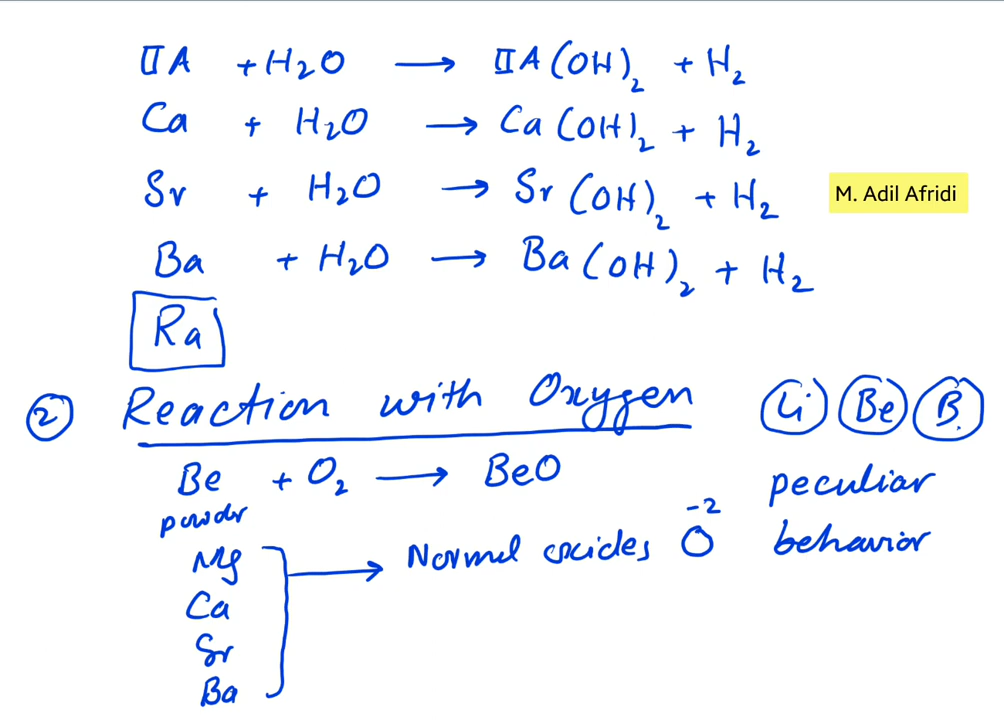 IIA + H2O → IIA(OH)2 + H2
Ca + H2O → Ca(OH)2 + H2
Sr + H2O → Sr(OH)2 + H2
M. Adil Afridi
Ba + H2O → Ba(OH)2 + H2
Ra
② Reaction with Oxygen Li Be B
Be + O2 → BeO
powder
peculiar
behavior
Mg → Normal oxides O-2
Ca
Sr
Ba